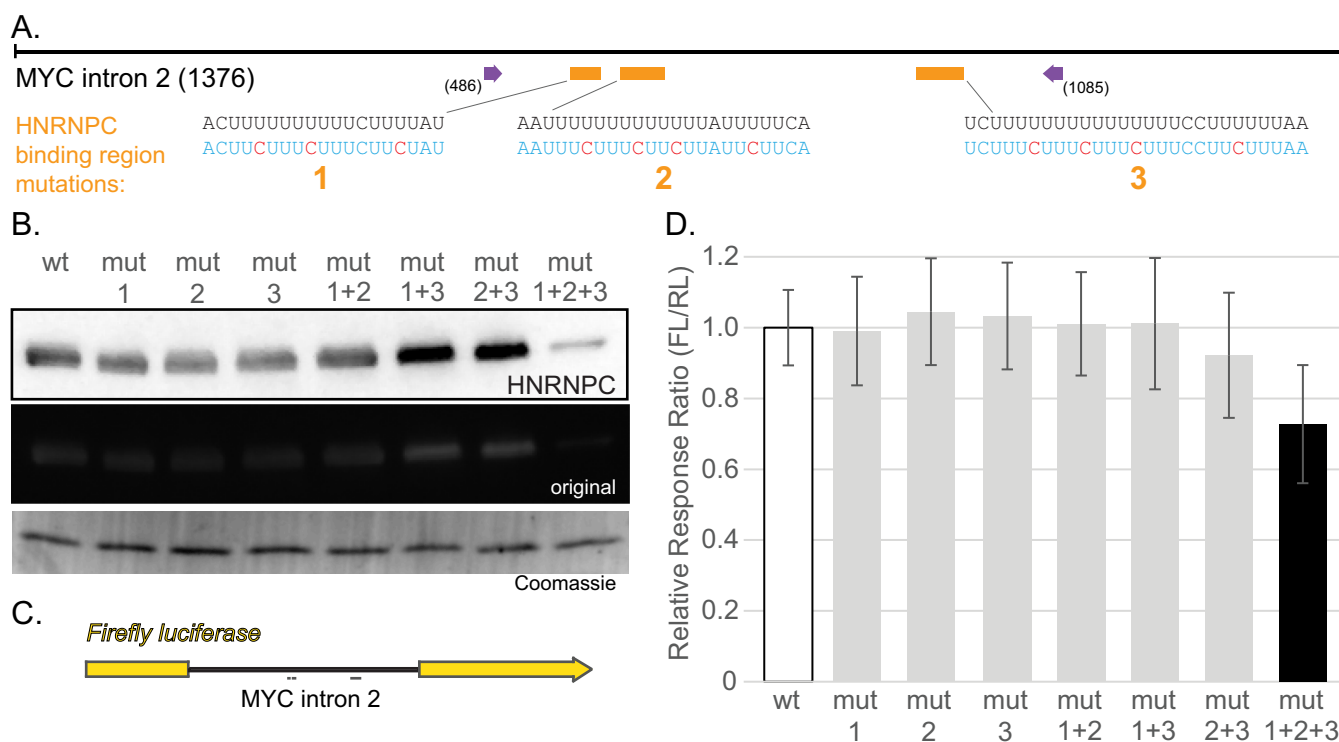 A.
MYC intron 2 (1376)
(486)
(1085)
HNRNPC
binding region
mutations:
ACUUUUUUUUUUCUUUUAU
ACUUCUUUCUUUCUUCUAU
1
AAUUUUUUUUUUUUUAUUUUUCA
AAUUUCUUUCUUCUUAUUCUUCA
2
UCUUUUUUUUUUUUUUUCCUUUUUUAA
UCUUUCUUUCUUUCUUUCCUUCUUUAA
3
B.
wt
mut
1
mut
2
mut
3
mut
1+2
mut
1+3
mut
2+3
mut
1+2+3
HNRNPC
original
Coomassie
C.
Firefly luciferase
MYC intron 2
D.
Relative Response Ratio (FL/RL)
1.2
1.0
0.8
0.6
0.4
0.2
0
wt
mut
1
mut
2
mut
3
mut
1+2
mut
1+3
mut
2+3
mut
1+2+3